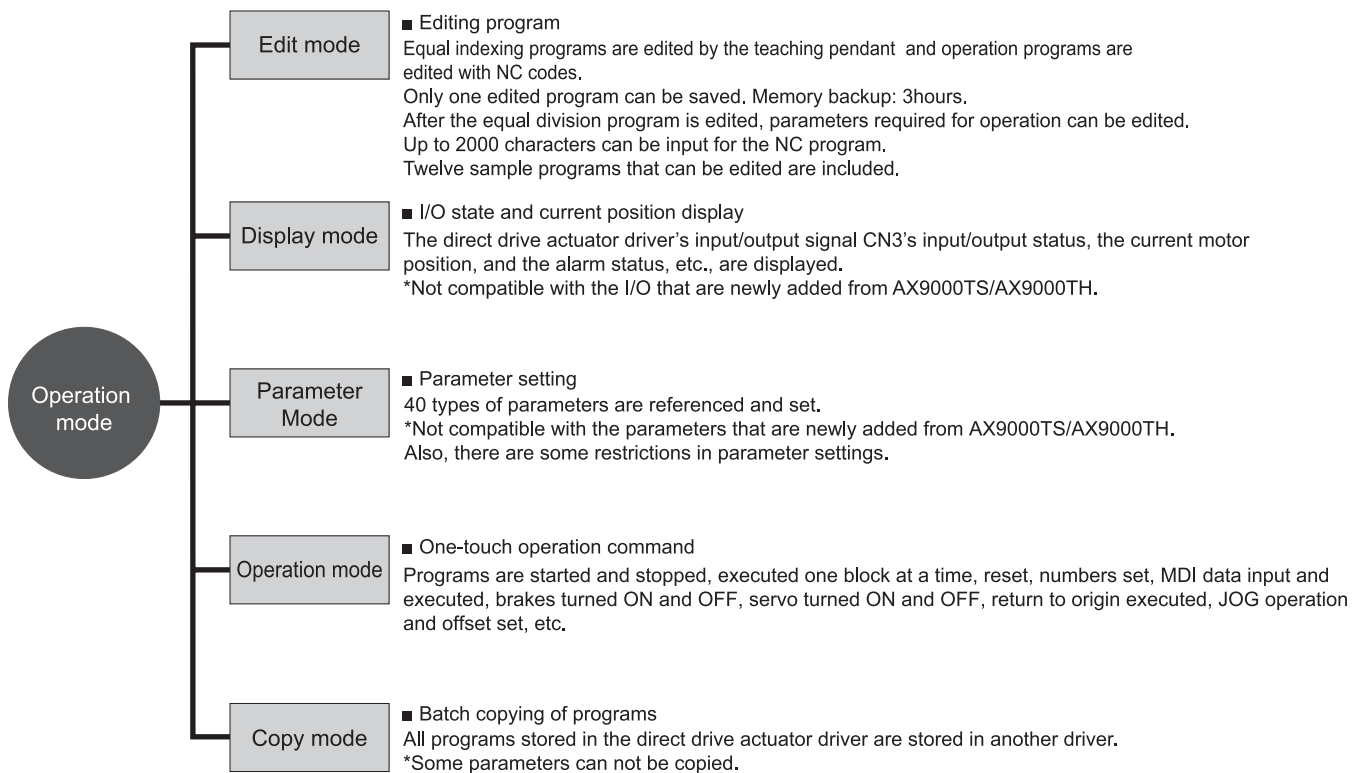 Operation
mode
Edit mode
■ Editing program
Equal indexing programs are edited by the teaching pendant and operation programs are
edited with NC codes.
Only one edited program can be saved. Memory backup: 3hours.
After the equal division program is edited, parameters required for operation can be edited.
Up to 2000 characters can be input for the NC program.
Twelve sample programs that can be edited are included.
Display mode
■ I/O state and current position display
The direct drive actuator driver's input/output signal CN3's input/output status, the current motor
position, and the alarm status, etc., are displayed.
*Not compatible with the I/O that are newly added from AX9000TS/AX9000TH.
Parameter
Mode
■ Parameter setting
40 types of parameters are referenced and set.
*Not compatible with the parameters that are newly added from AX9000TS/AX9000TH.
Also, there are some restrictions in parameter settings.
Operation mode
■ One-touch operation command
Programs are started and stopped, executed one block at a time, reset, numbers set, MDI data input and
executed, brakes turned ON and OFF, servo turned ON and OFF, return to origin executed, JOG operation
and offset set, etc.
Copy mode
■ Batch copying of programs
All programs stored in the direct drive actuator driver are stored in another driver.
*Some parameters can not be copied.